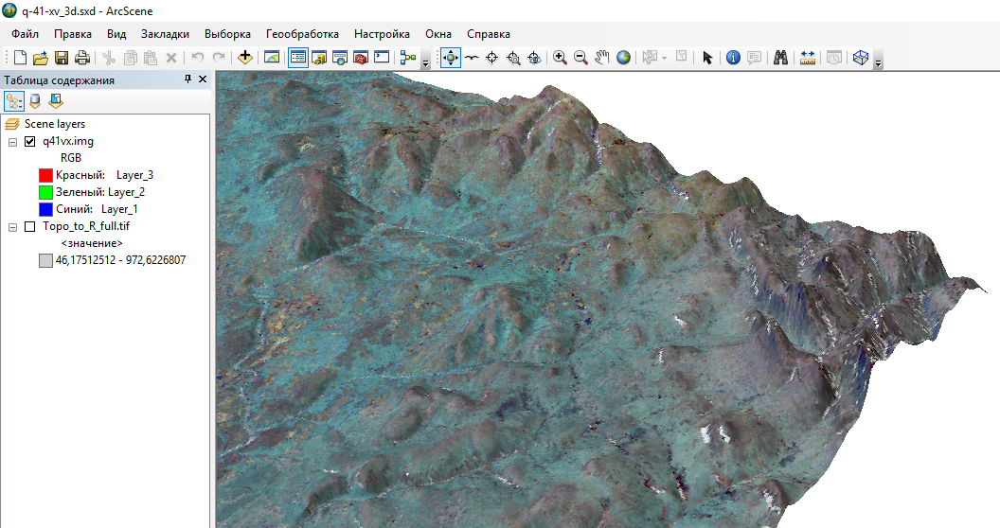 q-41-xv_3d.sxd - ArcScene
Файл Правка Вид Закладки Выборка Геообработка Настройка Окна Справка
Таблица содержания
Scene layers
q41vx.img
RGB
Красный: Layer_3
Зеленый: Layer_2
Синий: Layer_1
Topo_to_R_full.tif
<значение>
46,17512512 - 972,6226807